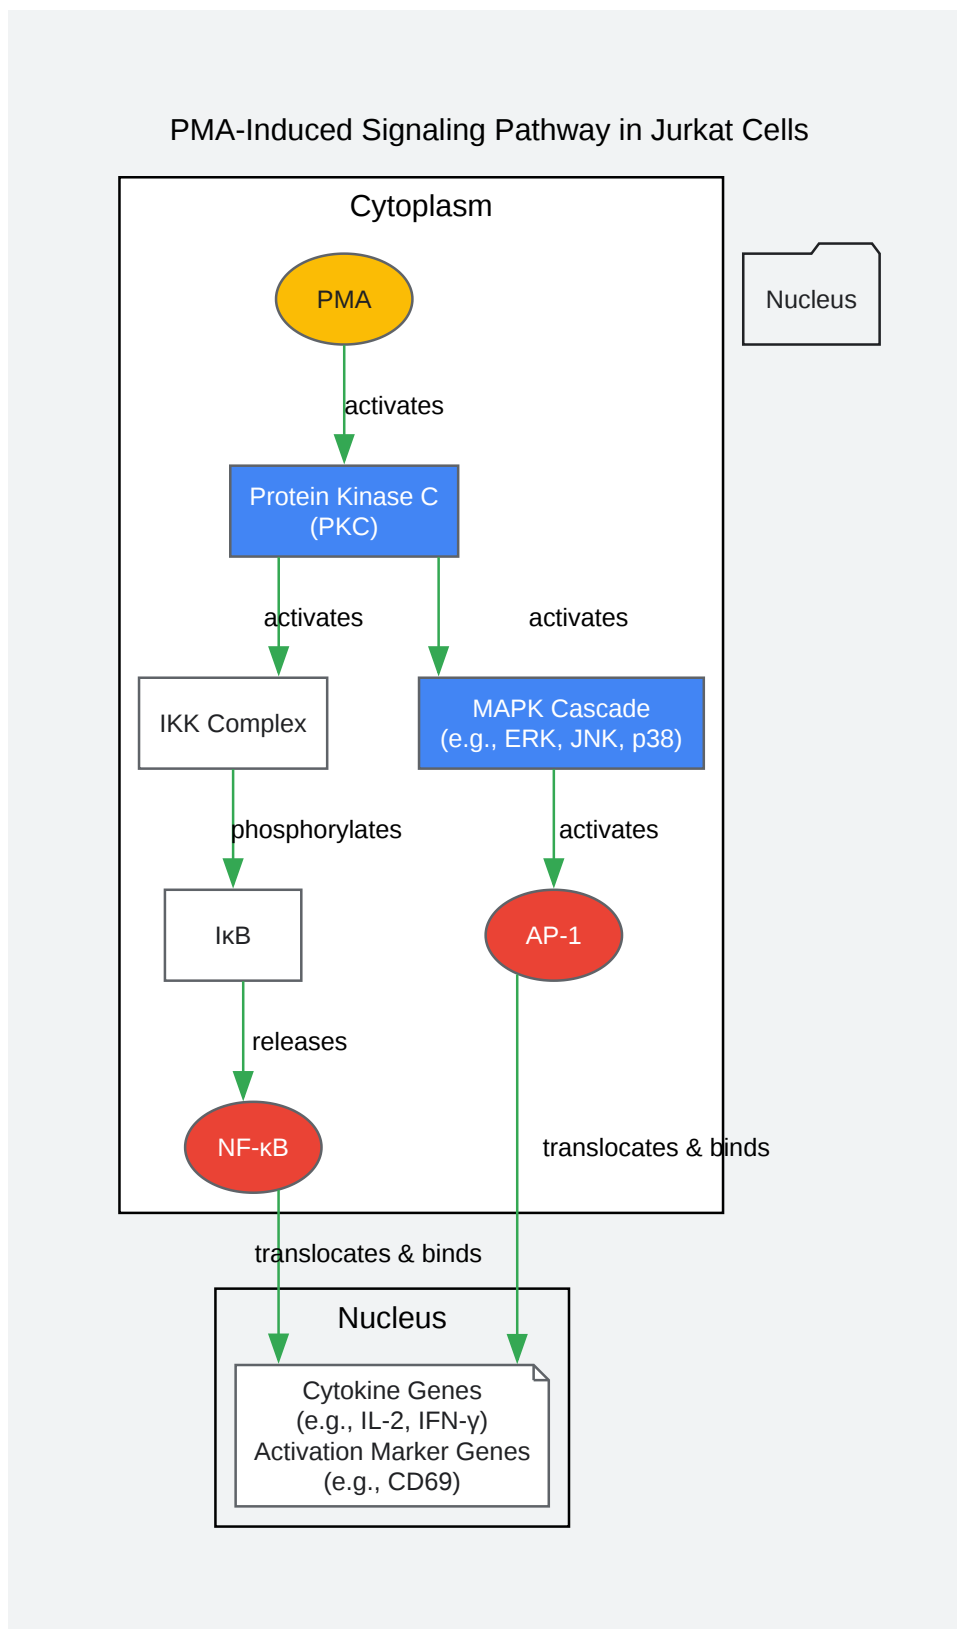 PMA-Induced Signaling Pathway in Jurkat Cells
Cytoplasm
PMA
Nucleus
activates
Protein Kinase C
(PKC)
activates
activates
IKK Complex
MAPK Cascade
(e.g., ERK, JNK, p38)
phosphorylates
activates
IκB
AP-1
releases
NF-κB
translocates & binds
translocates & binds
Nucleus
Cytokine Genes
(e.g., IL-2, IFN-γ)
Activation Marker Genes
(e.g., CD69)